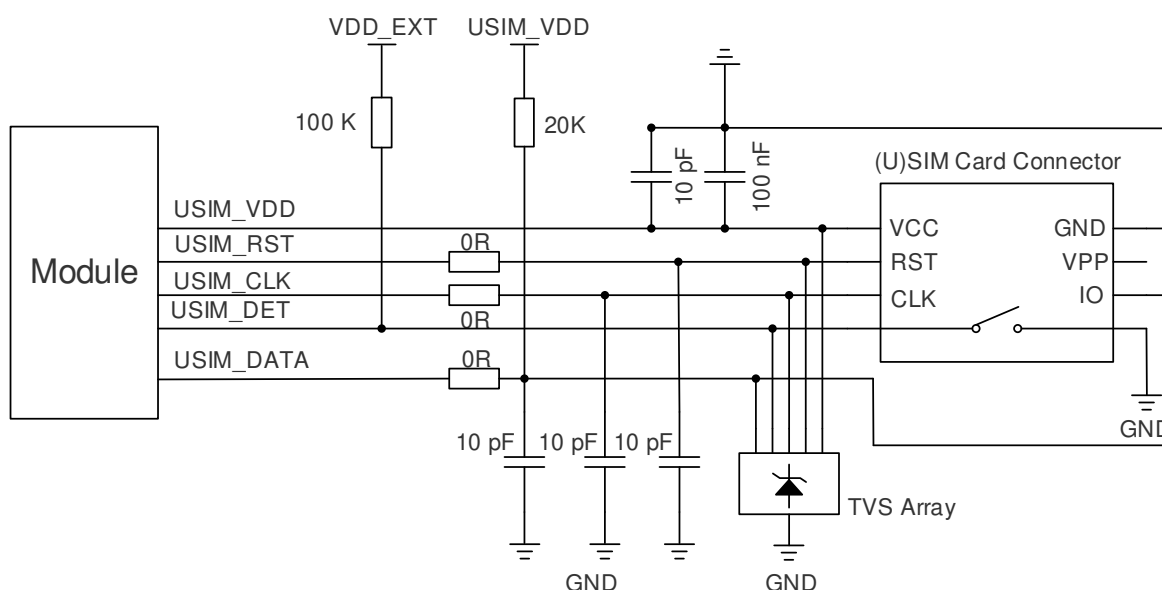 VDD_EXT USIM_VDD
100 K
20K
10 pF
100 nF
(U)SIM Card Connector
Module
USIM_VDD
USIM_RST
0R
USIM_CLK
USIM_DET
0R
USIM_DATA
0R
VCC GND
RST VPP
CLK IO
GND
10 pF 10 pF 10 pF
TVS Array
GND GND